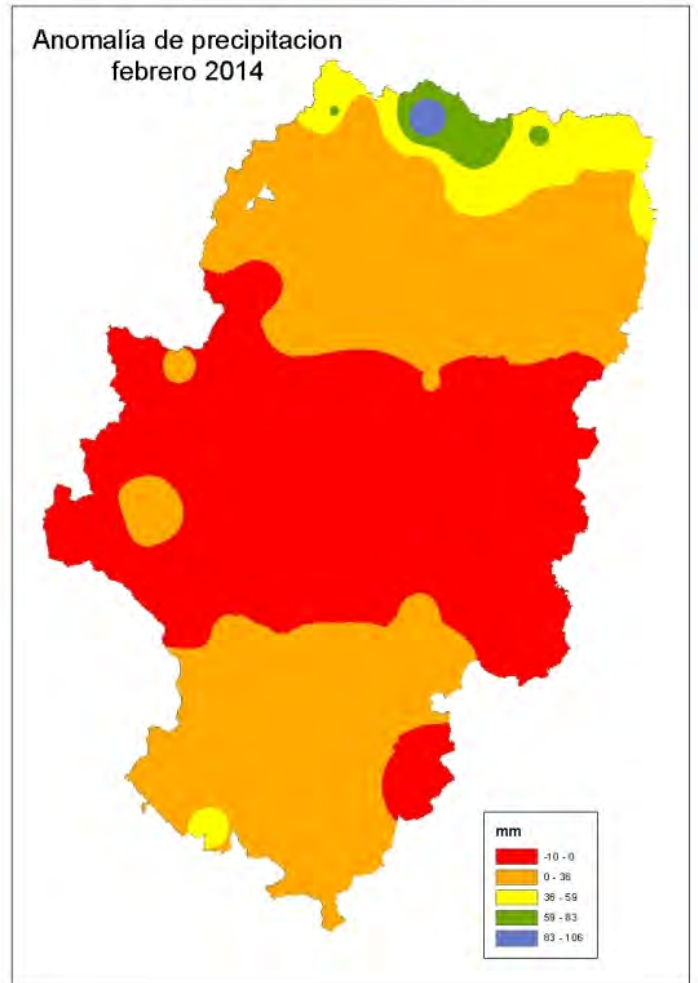 Anomalía de precipitacion
febrero 2014
mm
-10 - 0
0 - 36
36 - 59
59 - 83
83 - 106